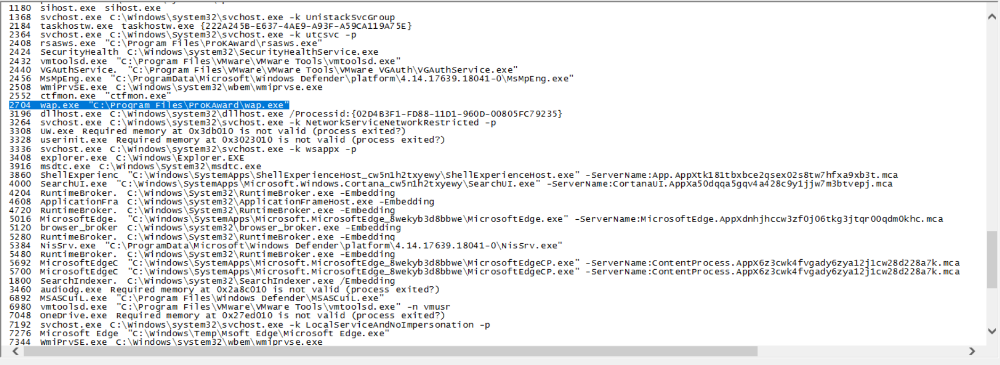 1180 sihost.exe sihost.exe
1368 svchost.exe C:\Windows\system32\svchost.exe -k UnistackSvcGroup
2184 taskhostw.exe taskhostw.exe {222A245B-E637-4AE9-A93F-A59CA119A75E}
2364 svchost.exe C:\Windows\System32\svchost.exe -k utcsvc -p
2408 rsasws.exe "C:\Program Files\ProKAward\rsasws.exe"
2424 SecurityHealth C:\Windows\system32\SecurityHealthService.exe
2432 vmtoolsd.exe "C:\Program Files\VMware\VMware Tools\vmtoolsd.exe"
2440 VGAuthService. "C:\Program Files\VMware\VMware Tools\VMware VGAuth\VGAuthService.exe"
2456 MsMpEng.exe "C:\ProgramData\Microsoft\Windows Defender\platform\4.14.17639.18041-0\MsMpEng.exe"
2508 WmiPrvSE.exe C:\Windows\system32\wbem\wmiprvse.exe
2552 ctfmon.exe "ctfmon.exe"
2704 wap.exe "C:\Program Files\ProKAward\wap.exe"
3196 dllhost.exe C:\Windows\system32\dllhost.exe /Processid:{02D4B3F1-FD88-11D1-960D-00805FC79235}
3264 svchost.exe C:\Windows\system32\svchost.exe -k NetworkServiceNetworkRestricted -p
3308 UW.exe Required memory at 0x3db010 is not valid (process exited?)
3328 userinit.exe Required memory at 0x3023010 is not valid (process exited?)
3336 svchost.exe C:\Windows\system32\svchost.exe -k wsappx -p
3408 explorer.exe C:\Windows\Explorer.EXE
3916 msdtc.exe C:\Windows\System32\msdtc.exe
3860 ShellExperienc "C:\Windows\SystemApps\ShellExperienceHost_cw5n1h2txyewy\ShellExperienceHost.exe" -ServerName:App.AppXtk181tbxbce2qsex02s8tw7hfxa9xb3t.mca
4000 SearchUI.exe "C:\Windows\SystemApps\Microsoft.Windows.Cortana_cw5n1h2txyewy\SearchUI.exe" -ServerName:CortanaUI.AppXa50dqqa5gqv4a428c9y1jjw7m3btvepj.mca
4204 RuntimeBroker. C:\Windows\System32\RuntimeBroker.exe -Embedding
4608 ApplicationFra C:\Windows\system32\ApplicationFrameHost.exe -Embedding
4720 RuntimeBroker. C:\Windows\System32\RuntimeBroker.exe -Embedding
5016 MicrosoftEdge. "C:\Windows\SystemApps\Microsoft.MicrosoftEdge_8wekyb3d8bbwe\MicrosoftEdge.exe" -ServerName:MicrosoftEdge.AppXdnhjhccw3zf0j06tkg3jtqr00qdm0khc.mca
5120 browser_broker C:\Windows\system32\browser_broker.exe -Embedding
5280 RuntimeBroker. C:\Windows\System32\RuntimeBroker.exe -Embedding
5384 NisSrv.exe "C:\ProgramData\Microsoft\Windows Defender\platform\4.14.17639.18041-0\NisSrv.exe"
5480 RuntimeBroker. C:\Windows\System32\RuntimeBroker.exe -Embedding
5692 MicrosoftEdgeC "C:\Windows\SystemApps\Microsoft.MicrosoftEdge_8wekyb3d8bbwe\MicrosoftEdgeCP.exe" -ServerName:ContentProcess.AppX6z3cwk4fvgady6zya12j1cw28d228a7k.mca
5700 MicrosoftEdgeC "C:\Windows\SystemApps\Microsoft.MicrosoftEdge_8wekyb3d8bbwe\MicrosoftEdgeCP.exe" -ServerName:ContentProcess.AppX6z3cwk4fvgady6zya12j1cw28d228a7k.mca
1800 SearchIndexer. C:\Windows\system32\SearchIndexer.exe /Embedding
3460 audiodg.exe Required memory at 0x2a8c010 is not valid (process exited?)
6892 MSASCuiL.exe "C:\Program Files\Windows Defender\MSASCuiL.exe"
6980 vmtoolsd.exe "C:\Program Files\VMware\VMware Tools\vmtoolsd.exe" -n vmusr
7048 OneDrive.exe Required memory at 0x27ed010 is not valid (process exited?)
7192 svchost.exe C:\Windows\system32\svchost.exe -k LocalServiceAndNoImpersonation -p
7276 Microsoft Edge "C:\Windows\Temp\Msoft Edge\Microsoft Edge.exe"
7344 WmiPrvSE.exe C:\Windows\system32\wbem\wmiprvse.exe